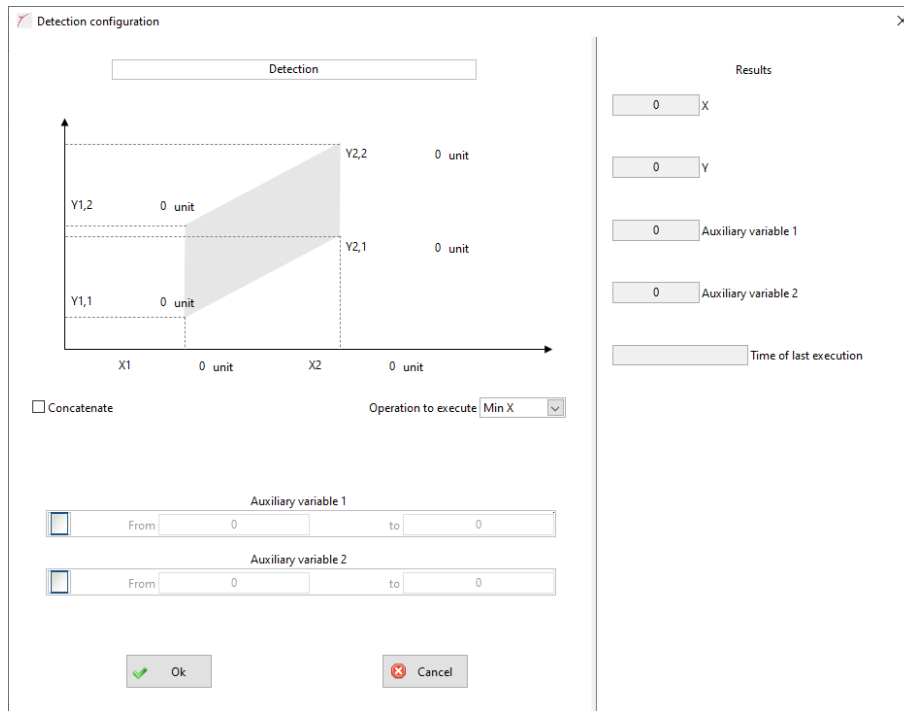 Detection configuration
Detection
Y2,2 0 unit
Y1,2 0 unit
Y2,1 0 unit
Y1,1 0 unit
X1 0 unit X2 0 unit
Concatenate Operation to execute Min X
Auxiliary variable 1
From 0 to 0
Auxiliary variable 2
From 0 to 0
Ok Cancel
Results
0 X
0 Y
0 Auxiliary variable 1
0 Auxiliary variable 2
Time of last execution